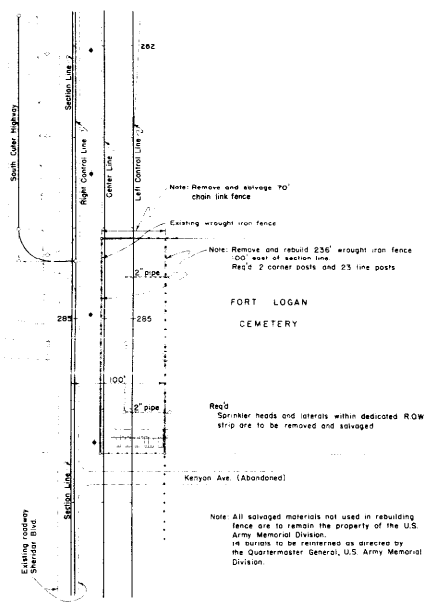 282
Section Line
South Outer Highway
Right Control Line
Center Line
Left Control Line
Note: Remove and salvage 70'
chain link fence
Existing wrought iron fence
Note: Remove and rebuild 236' wrought iron fence
100' east of section line
Req'd 2 corner posts and 23 line posts
2" pipe
FORT LOGAN
CEMETERY
285
285
100'
2" pipe
Req'd
Sprinkler heads and laterals within dedicated R.O.W
strip are to be removed and salvaged
Kenyon Ave. (Abandoned)
Section Line
Existing roadway
Sheridan Blvd.
Note: All salvaged materials not used in rebuilding
fence are to remain the property of the U.S.
Army Memorial Division.
14 burials to be reinterred as directed by
the Quartermaster General, U.S. Army Memorial
Division.